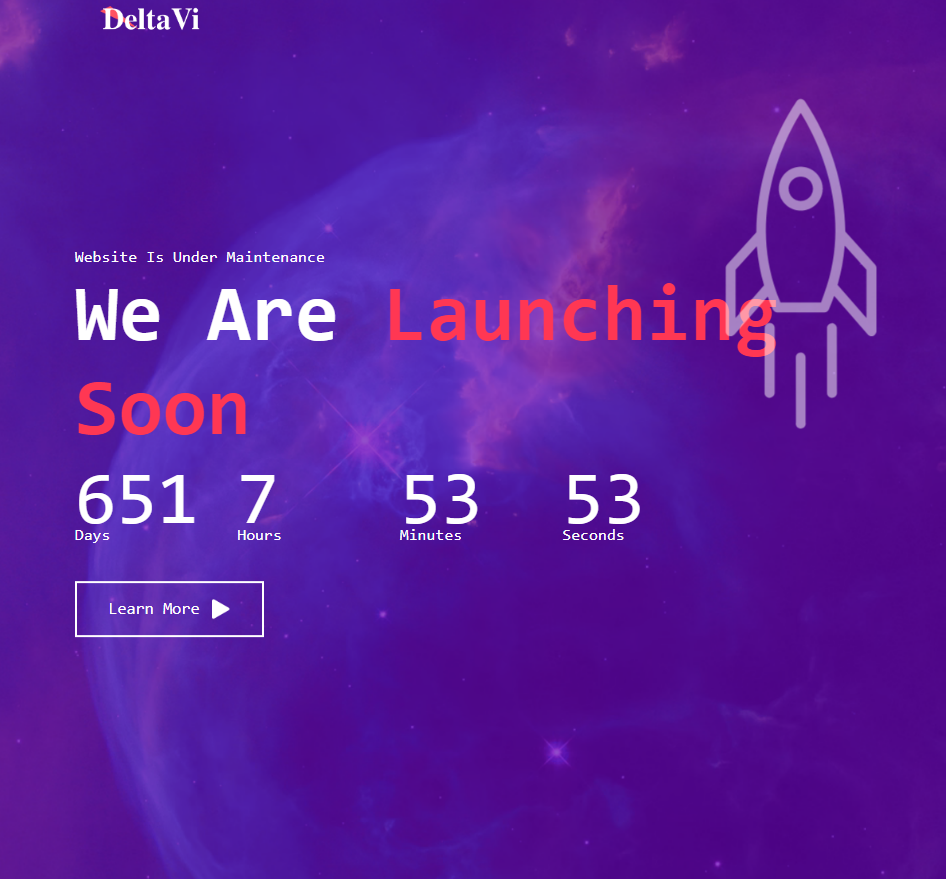 DeltaVi
Website Is Under Maintenance
We Are Launching
Soon
651 7 53 53
Days Hours Minutes Seconds
Learn More